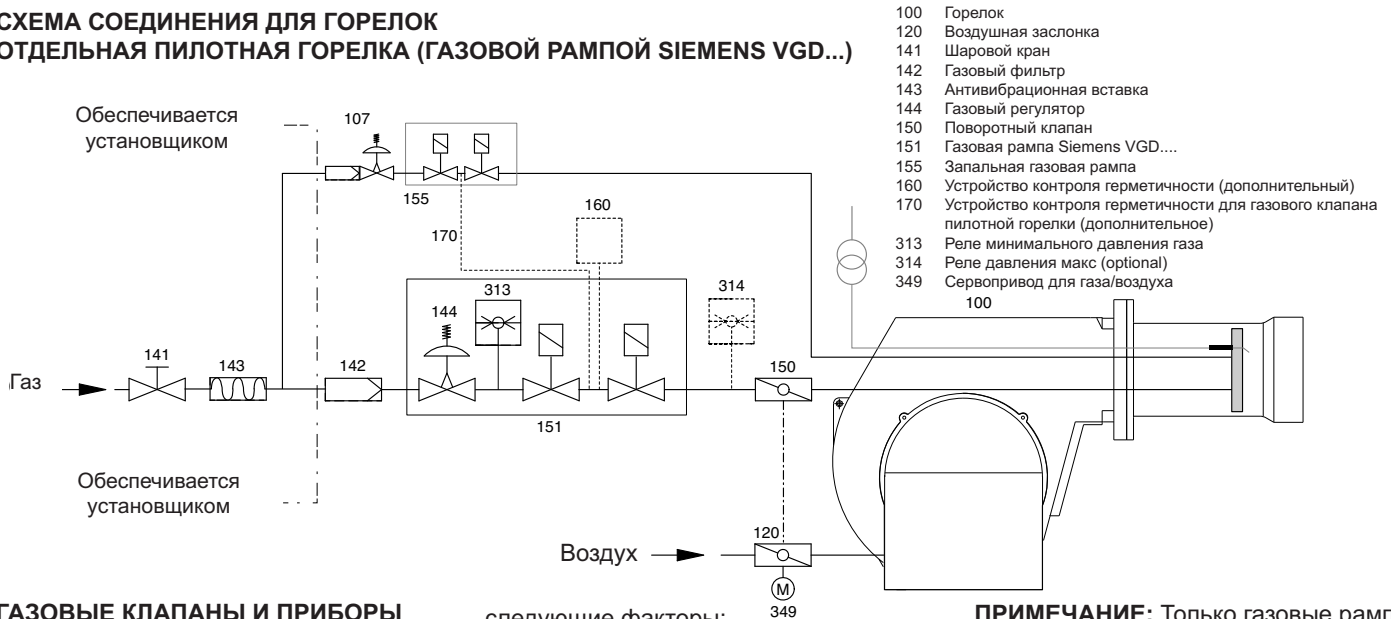 СХЕМА СОЕДИНЕНИЯ ДЛЯ ГОРЕЛОК
ОТДЕЛЬНАЯ ПИЛОТНАЯ ГОРЕЛКА (ГАЗОВОЙ РАМПОЙ SIEMENS VGD...)
100 Горелок
120 Воздушная заслонка
141 Шаровой кран
142 Газовый фильтр
143 Антивибрационная вставка
144 Газовый регулятор
150 Поворотный клапан
151 Газовая рампа Siemens VGD....
155 Запальная газовая рампа
160 Устройство контроля герметичности (дополнительный)
170 Устройство контроля герметичности для газового клапана
пилотной горелки (дополнительное)
313 Реле минимального давления газа
314 Реле давления макс (optional)
349 Сервопривод для газа/воздуха
Обеспечивается
установщиком
107
155
160
170
100
313
314
144
141
143
142
150
Газ
151
Обеспечивается
установщиком
120
Воздух
M
349
ГАЗОВЫЕ КЛАПАНЫ И ПРИБОРЫ
следующие факторы:
ПРИМЕЧАНИЕ: Только газовые рамп